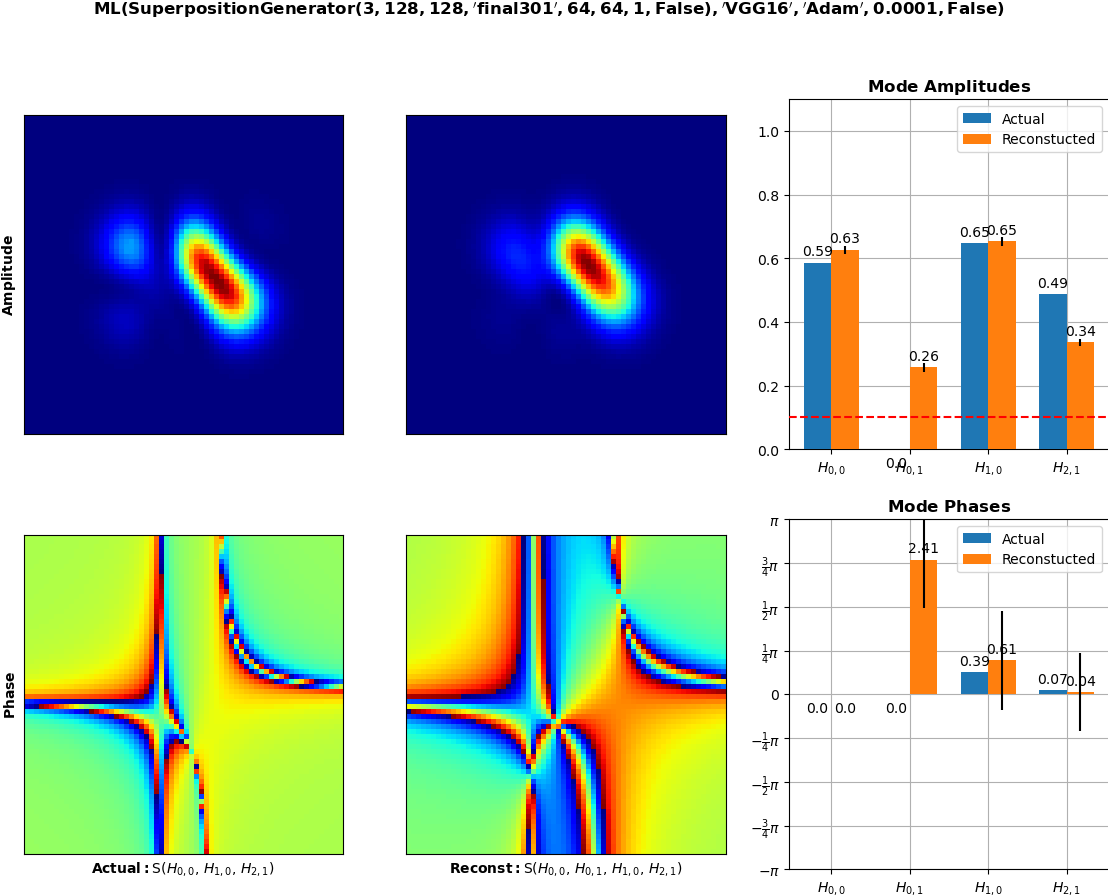 ML(SuperpositionGenerator(3, 128, 128, ′final301′, 64, 64, 1, False), ′VGG16′, ′Adam′, 0.0001, False)
Amplitude
Mode Amplitudes
Actual
Reconstucted
1.0
0.8
0.6
0.4
0.2
0.0
0.59
0.63
0.0
0.26
0.65
0.65
0.49
0.34
H0,0
H0,1
H1,0
H2,1
Phase
Actual: S(H0,0, H1,0, H2,1)
Reconst: S(H0,0, H0,1, H1,0, H2,1)
Mode Phases
Actual
Reconstucted
π
3/4π
1/2π
1/4π
0
−1/4π
−1/2π
−3/4π
−π
0.0
0.0
0.0
2.41
0.39
0.61
0.07
0.04
H0,0
H0,1
H1,0
H2,1